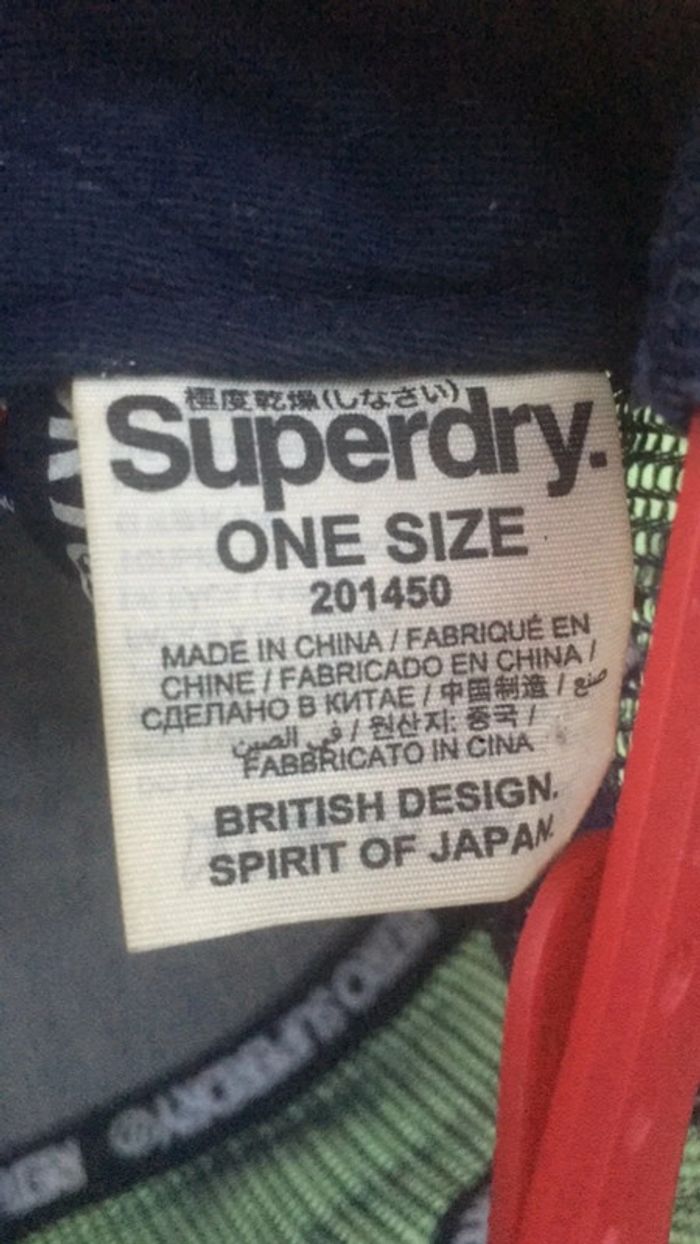 極度乾燥(しなさい)
Superdry.
ONE SIZE
201450
MADE IN CHINA / FABRIQUÉ EN
CHINE / FABRICADO EN CHINA /
СДЕЛАНО В КИТАЕ / 中国制造 / صنع
في الصين / 원산지: 중국 /
FABBRICATO IN CINA
BRITISH DESIGN.
SPIRIT OF JAPAN
SUPERDRY®